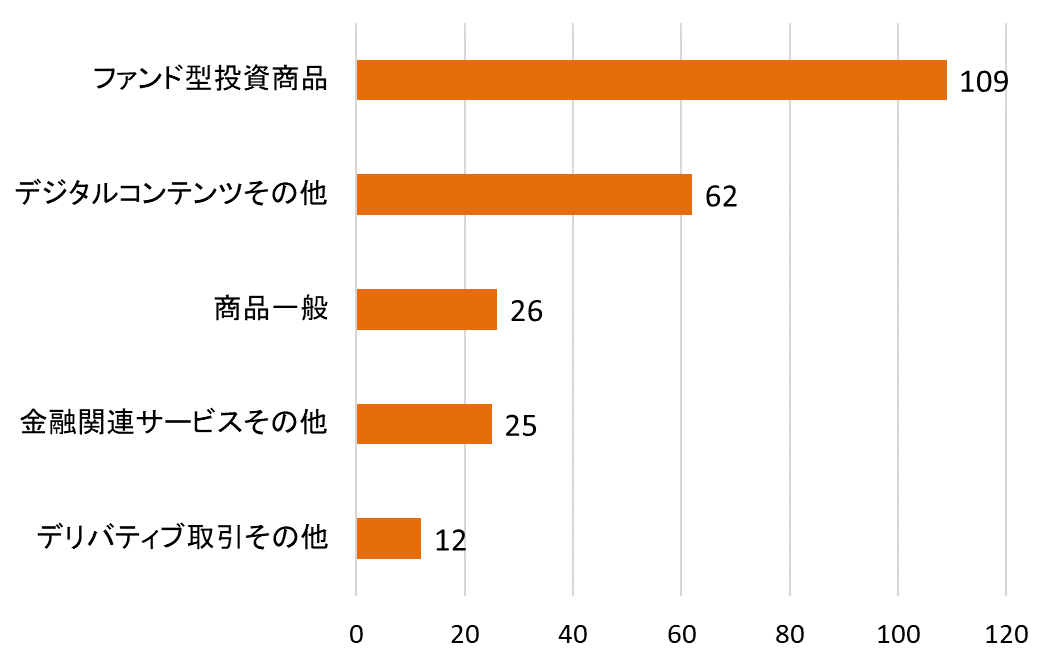 ファンド型投資商品 109
デジタルコンテンツその他 62
商品一般 26
金融関連サービスその他 25
デリバティブ取引その他 12
0 20 40 60 80 100 120